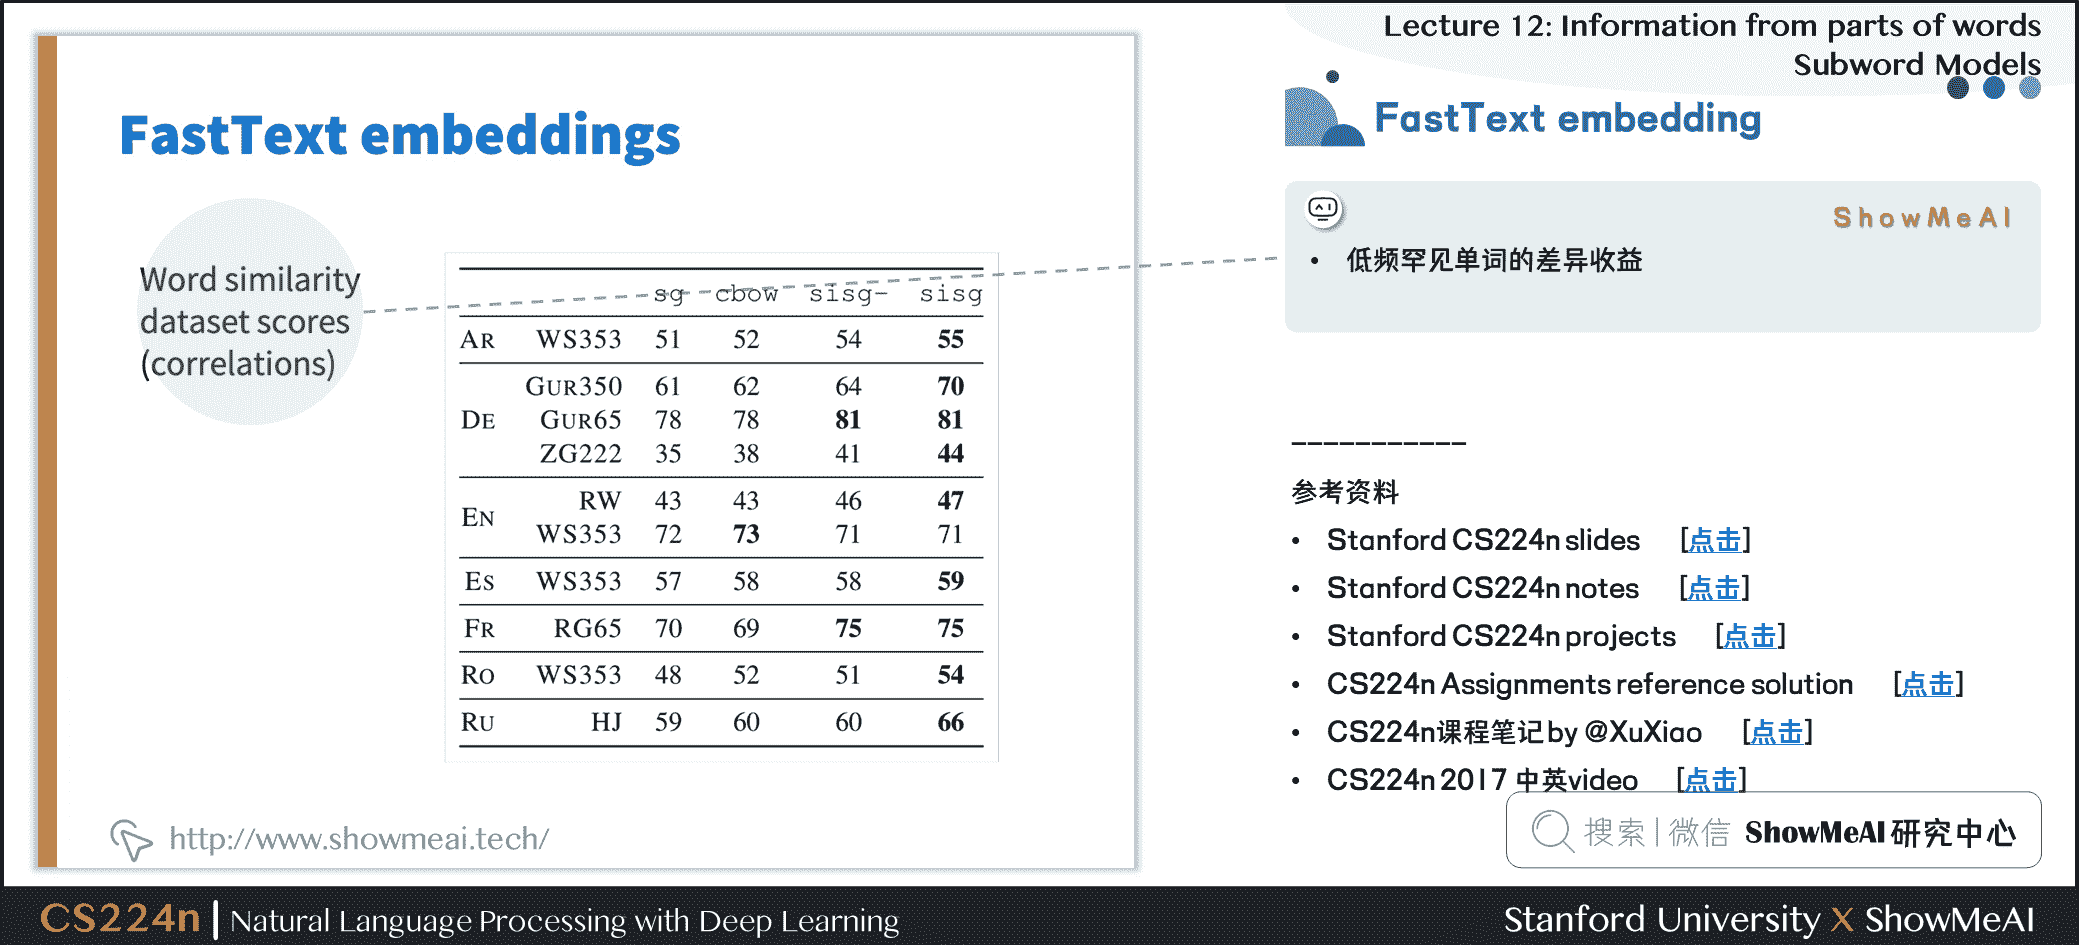 Lecture 12: Information from parts of words
Subword Models
FastText embeddings
Word similarity
dataset scores
(correlations)
sg cbow sisg- sisg
AR WS353 51 52 54 55
GUR350 61 62 64 70
DE GUR65 78 78 81 81
ZG222 35 38 41 44
EN RW 43 43 46 47
WS353 72 73 71 71
ES WS353 57 58 58 59
FR RG65 70 69 75 75
RO WS353 48 52 51 54
RU HJ 59 60 60 66
http://www.showmeai.tech/
FastText embedding
ShowMeAI
• 低频罕见单词的差异收益
-----------
参考资料
• Stanford CS224n slides [点击]
• Stanford CS224n notes [点击]
• Stanford CS224n projects [点击]
• CS224n Assignments reference solution [点击]
• CS224n课程笔记by @XuXiao [点击]
• CS224n 2017 中英video [点击]
搜索|微信 ShowMeAI 研究中心
CS224n | Natural Language Processing with Deep Learning
Stanford University X ShowMeAI